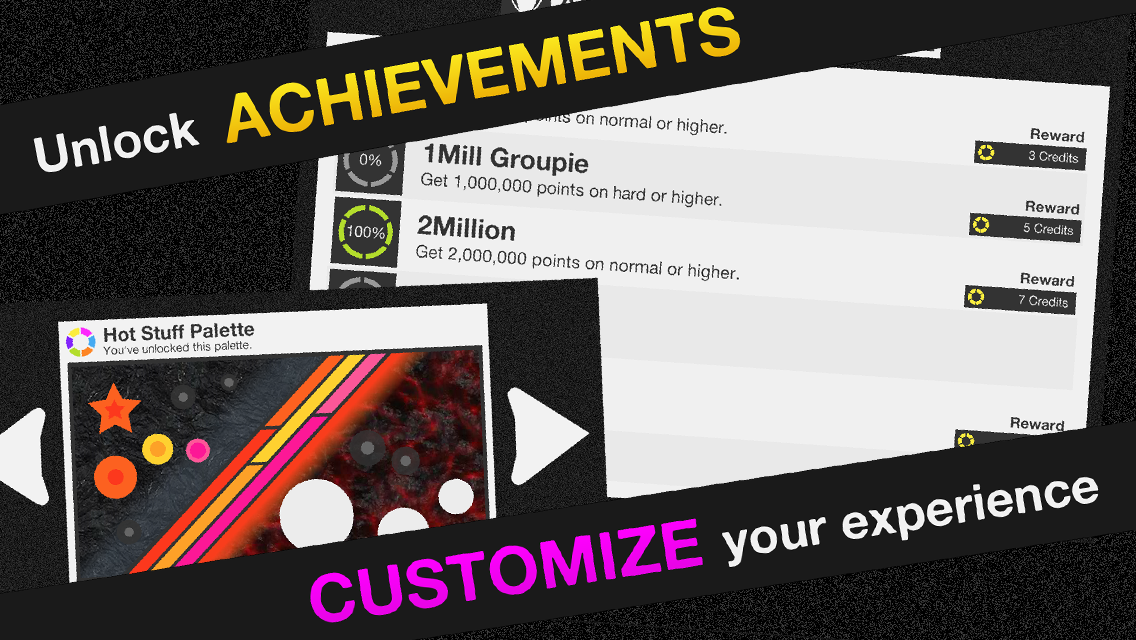 Unlock ACHIEVEMENTS
points on normal or higher.
Reward
3 Credits
0%
1Mill Groupie
Get 1,000,000 points on hard or higher.
Reward
5 Credits
100%
2Million
Get 2,000,000 points on normal or higher.
Reward
7 Credits
Hot Stuff Palette
You've unlocked this palette.
Reward
CUSTOMIZE your experience